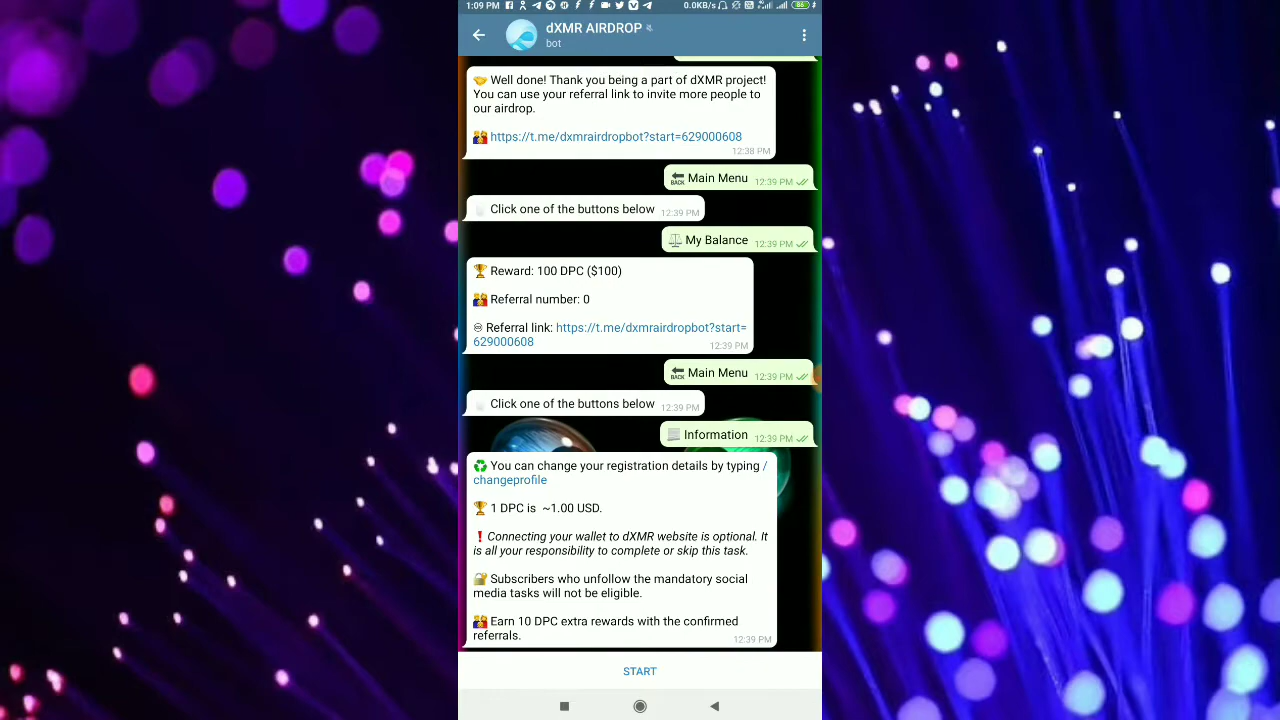 1:09 PM
0.0KB/s
86
dXMR AIRDROP
bot
Well done! Thank you being a part of dXMR project!
You can use your referral link to invite more people to
our airdrop.
https://t.me/dxmrairdropbot?start=629000608
12:38 PM
BACK Main Menu 12:39 PM
Click one of the buttons below 12:39 PM
My Balance 12:39 PM
Reward: 100 DPC ($100)
Referral number: 0
Referral link: https://t.me/dxmrairdropbot?start=
629000608 12:39 PM
BACK Main Menu 12:39 PM
Click one of the buttons below 12:39 PM
Information 12:39 PM
You can change your registration details by typing /
changeprofile
1 DPC is ~1.00 USD.
Connecting your wallet to dXMR website is optional. It
is all your responsibility to complete or skip this task.
Subscribers who unfollow the mandatory social
media tasks will not be eligible.
Earn 10 DPC extra rewards with the confirmed
referrals. 12:39 PM
START